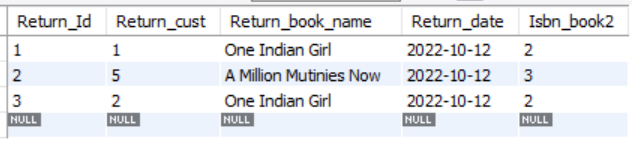 Return_Id Return_cust Return_book_name Return_date Isbn_book2
1 1 One Indian Girl 2022-10-12 2
2 5 A Million Mutinies Now 2022-10-12 3
3 2 One Indian Girl 2022-10-12 2
NULL NULL NULL NULL NULL